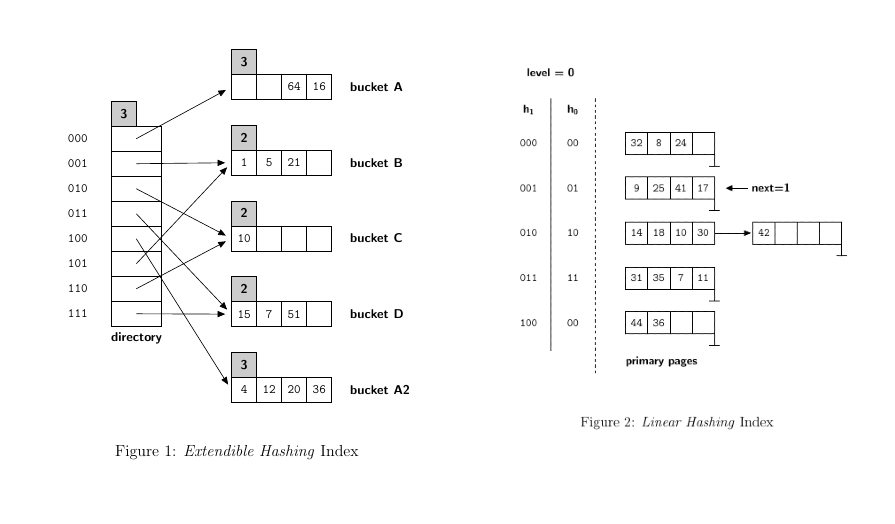 3
64 16 bucket A
3
000
2
001
1 5 21 bucket B
010
2
011
100
10 bucket C
101
2
110
111
15 7 51 bucket D
directory
3
4 12 20 36 bucket A2
Figure 1: Extendible Hashing Index
level = 0
h1 h0
000 00 32 8 24
001 01 9 25 41 17 next=1
010 10 14 18 10 30 42
011 11 31 35 7 11
100 00 44 36
primary pages
Figure 2: Linear Hashing Index